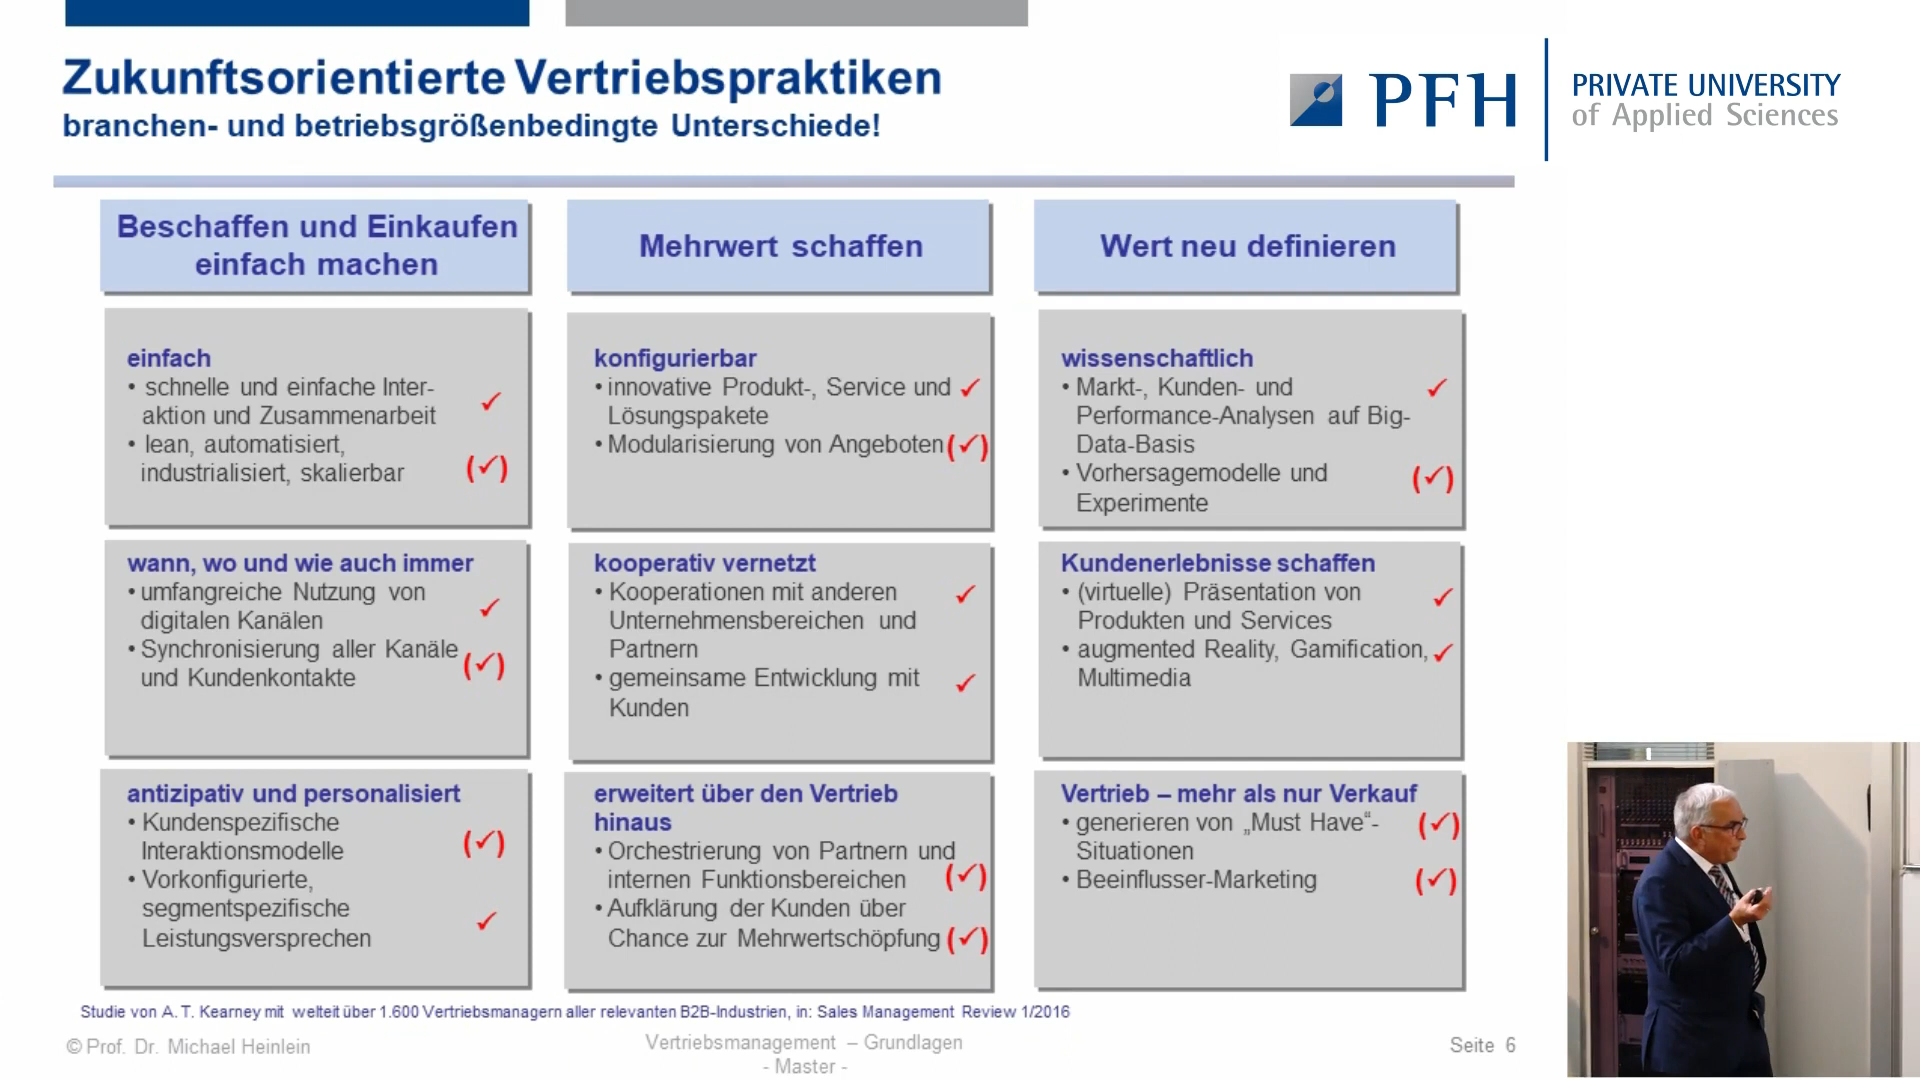 Zukunftsorientierte Vertriebspraktiken
branchen- und betriebsgrößenbedingte Unterschiede!
PFH
PRIVATE UNIVERSITY
of Applied Sciences
Beschaffen und Einkaufen
einfach machen
Mehrwert schaffen
Wert neu definieren
einfach
• schnelle und einfache Inter-
aktion und Zusammenarbeit ✓
• lean, automatisiert,
industrialisiert, skalierbar (✓)
konfigurierbar
• innovative Produkt-, Service und ✓
Lösungspakete
• Modularisierung von Angeboten (✓)
wissenschaftlich
• Markt-, Kunden- und ✓
Performance-Analysen auf Big-
Data-Basis
• Vorhersagemodelle und (✓)
Experimente
wann, wo und wie auch immer
• umfangreiche Nutzung von
digitalen Kanälen ✓
• Synchronisierung aller Kanäle
und Kundenkontakte (✓)
kooperativ vernetzt
• Kooperationen mit anderen ✓
Unternehmensbereichen und
Partnern
• gemeinsame Entwicklung mit ✓
Kunden
Kundenerlebnisse schaffen
• (virtuelle) Präsentation von ✓
Produkten und Services
• augmented Reality, Gamification, ✓
Multimedia
antizipativ und personalisiert
• Kundenspezifische
Interaktionsmodelle (✓)
• Vorkonfigurierte,
segmentspezifische
Leistungsversprechen ✓
erweitert über den Vertrieb
hinaus
• Orchestrierung von Partnern und
internen Funktionsbereichen (✓)
• Aufklärung der Kunden über
Chance zur Mehrwertschöpfung (✓)
Vertrieb – mehr als nur Verkauf
• generieren von „Must Have“- (✓)
Situationen
• Beeinflusser-Marketing (✓)
Studie von A. T. Kearney mit welteit über 1.600 Vertriebsmanagern aller relevanten B2B-Industrien, in: Sales Management Review 1/2016
© Prof. Dr. Michael Heinlein
Vertriebsmanagement – Grundlagen
- Master -
Seite 6